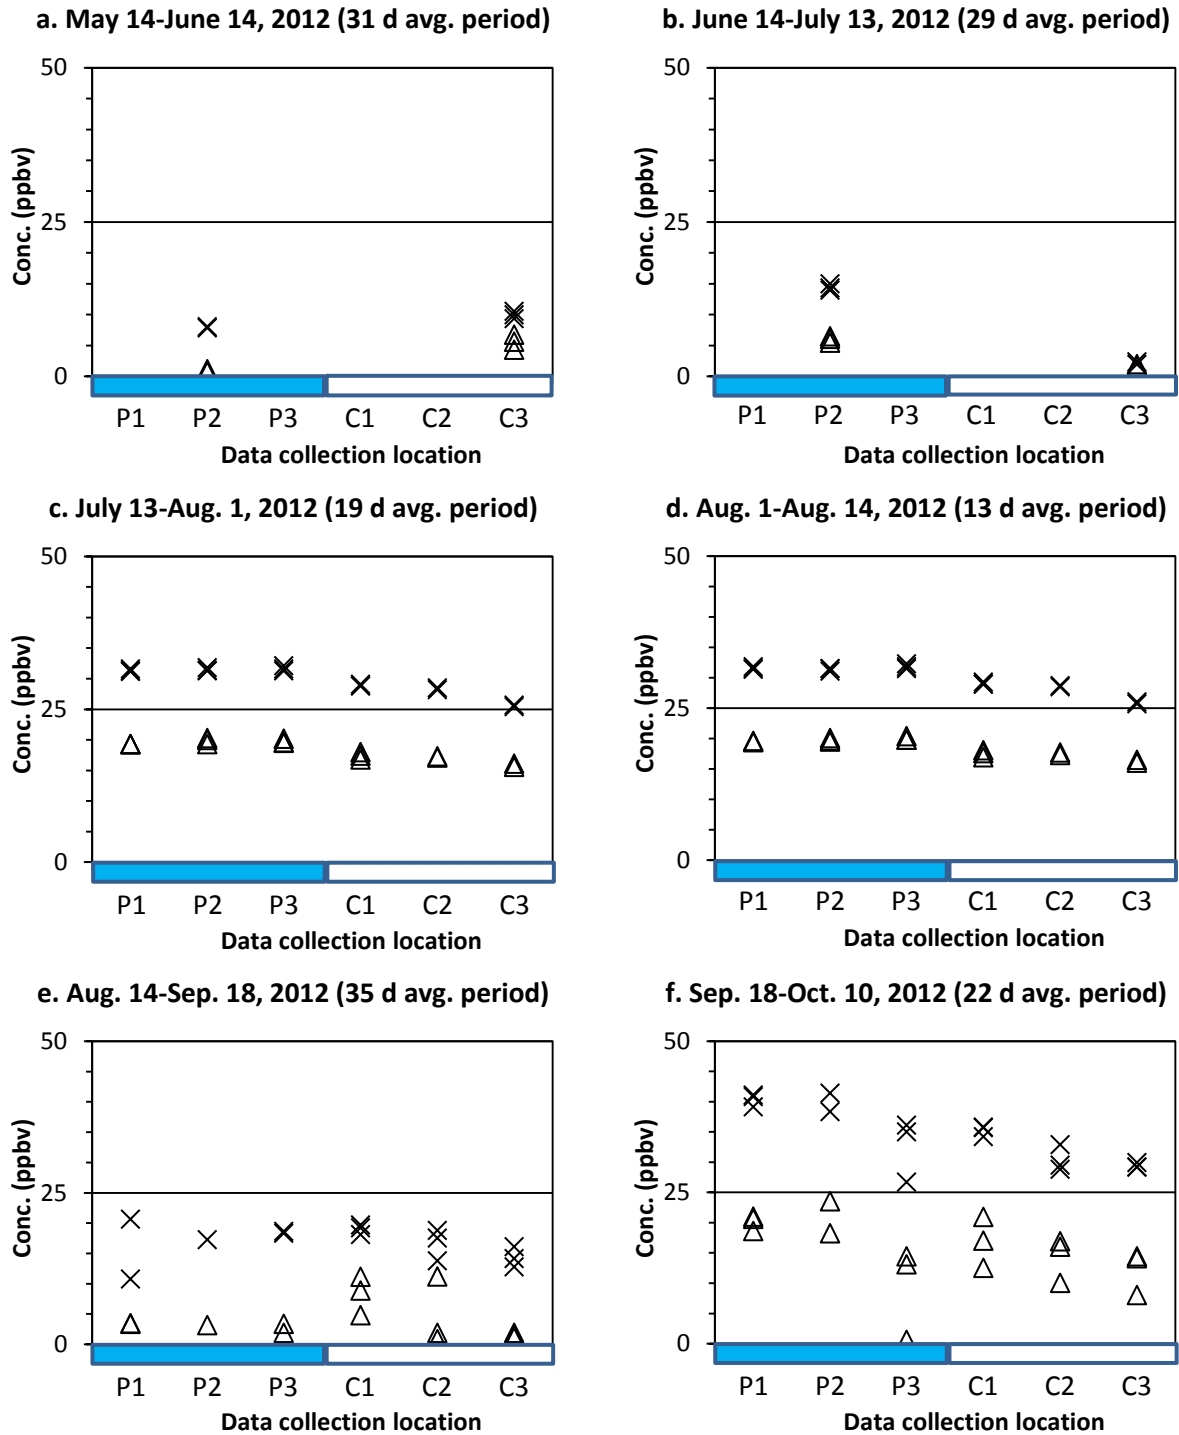 a. May 14-June 14, 2012 (31 d avg. period)
50
25
0
Conc. (ppbv)
P1 P2 P3 C1 C2 C3
Data collection location
b. June 14-July 13, 2012 (29 d avg. period)
50
25
0
Conc. (ppbv)
P1 P2 P3 C1 C2 C3
Data collection location
c. July 13-Aug. 1, 2012 (19 d avg. period)
50
25
0
Conc. (ppbv)
P1 P2 P3 C1 C2 C3
Data collection location
d. Aug. 1-Aug. 14, 2012 (13 d avg. period)
50
25
0
Conc. (ppbv)
P1 P2 P3 C1 C2 C3
Data collection location
e. Aug. 14-Sep. 18, 2012 (35 d avg. period)
50
25
0
Conc. (ppbv)
P1 P2 P3 C1 C2 C3
Data collection location
f. Sep. 18-Oct. 10, 2012 (22 d avg. period)
50
25
0
Conc. (ppbv)
P1 P2 P3 C1 C2 C3
Data collection location